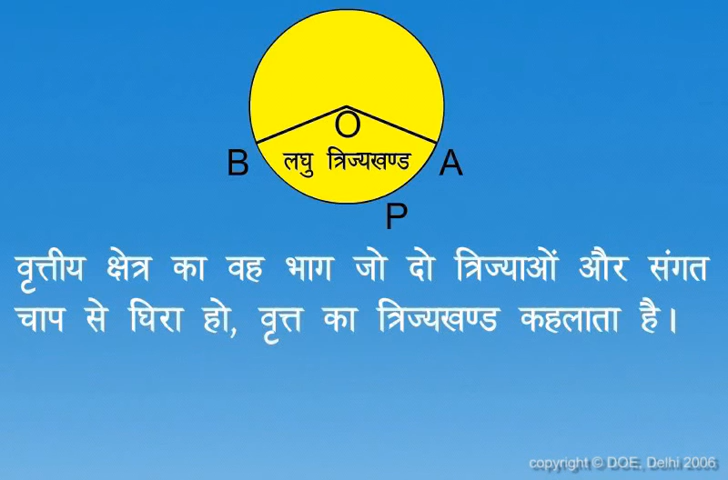 O
B लघु त्रिज्यखण्ड A
P
वृत्तीय क्षेत्र का वह भाग जो दो त्रिज्याओं और संगत
चाप से घिरा हो, वृत्त का त्रिज्यखण्ड कहलाता है।
copyright © DOE, Delhi 2006